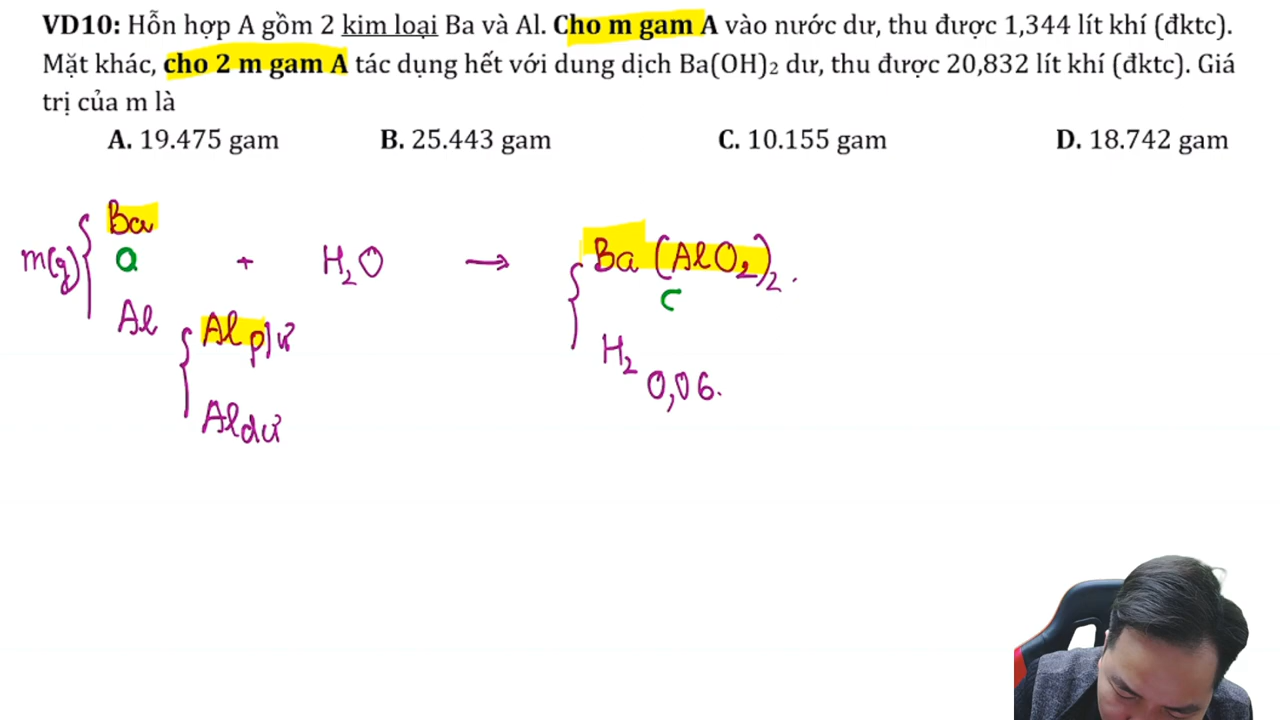 VD10: Hỗn hợp A gồm 2 kim loại Ba và Al. Cho m gam A vào nước dư, thu được 1,344 lít khí (đktc).
Mặt khác, cho 2 m gam A tác dụng hết với dung dịch Ba(OH)₂ dư, thu được 20,832 lít khí (đktc). Giá
trị của m là
A. 19.475 gam B. 25.443 gam C. 10.155 gam D. 18.742 gam
m(g) { Ba a Al { Al pư Al dư
+ H₂O → { Ba(AlO₂)₂. c H₂ 0,06.